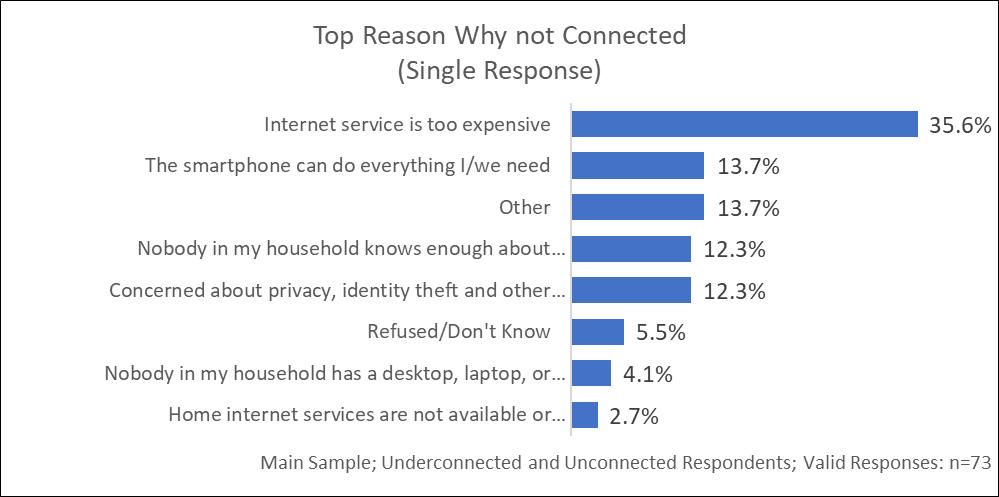 Top Reason Why not Connected
(Single Response)
Internet service is too expensive 35.6%
The smartphone can do everything I/we need 13.7%
Other 13.7%
Nobody in my household knows enough about... 12.3%
Concerned about privacy, identity theft and other... 12.3%
Refused/Don't Know 5.5%
Nobody in my household has a desktop, laptop, or... 4.1%
Home internet services are not available or... 2.7%
Main Sample; Underconnected and Unconnected Respondents; Valid Responses: n=73